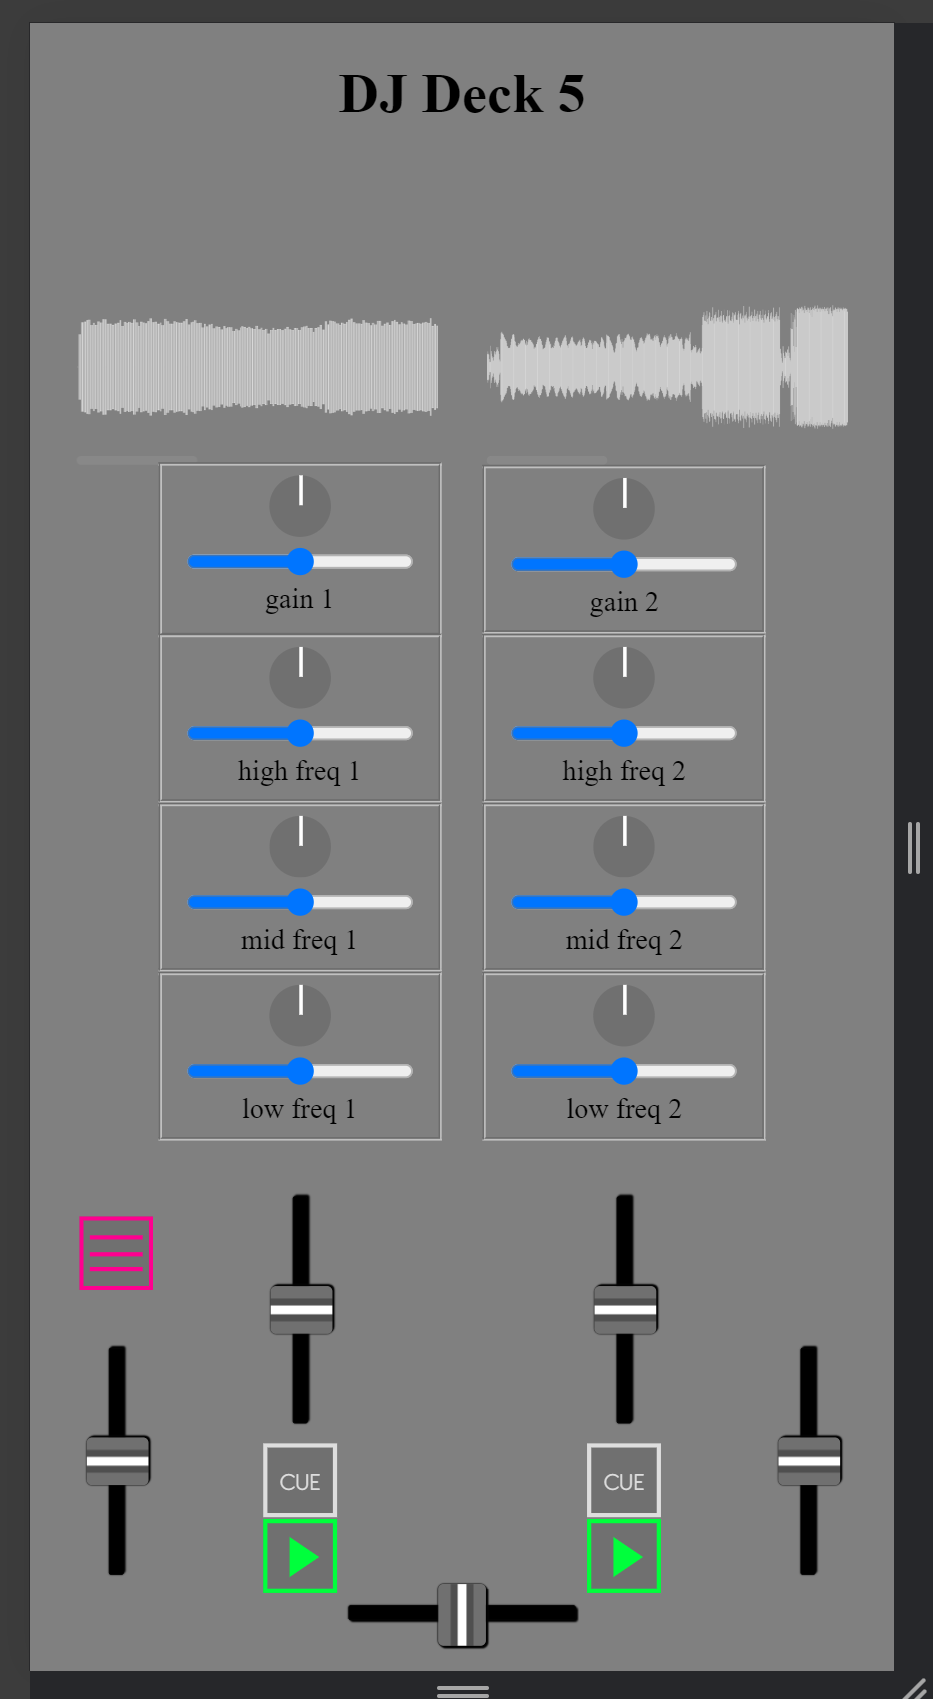 DJ Deck 5
gain 1
gain 2
high freq 1
high freq 2
mid freq 1
mid freq 2
low freq 1
low freq 2
CUE
CUE